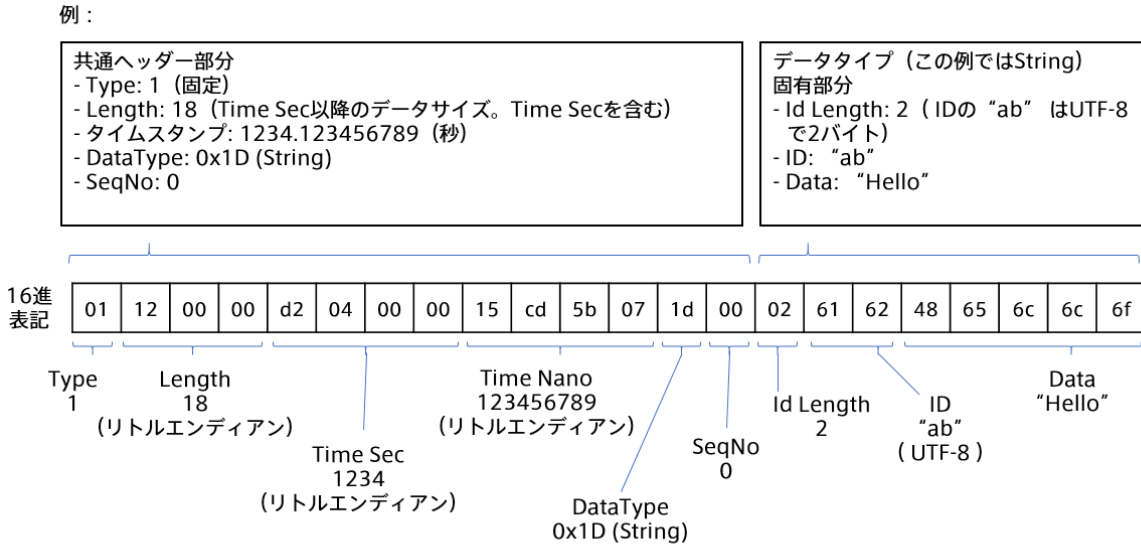 例：
共通ヘッダー部分
- Type: 1（固定）
- Length: 18（Time Sec以降のデータサイズ。Time Secを含む）
- タイムスタンプ: 1234.123456789（秒）
- DataType: 0x1D (String)
- SeqNo: 0
データタイプ（この例ではString）
固有部分
- Id Length: 2（ IDの“ab” はUTF-8
で2バイト）
- ID: “ab”
- Data: “Hello”
16進
表記
01 12 00 00 d2 04 00 00 15 cd 5b 07 1d 00 02 61 62 48 65 6c 6c 6f
Type
1
Length
18
（リトルエンディアン）
Time Sec
1234
（リトルエンディアン）
Time Nano
123456789
（リトルエンディアン）
DataType
0x1D (String)
SeqNo
0
Id Length
2
ID
“ab”
( UTF-8 )
Data
“Hello”